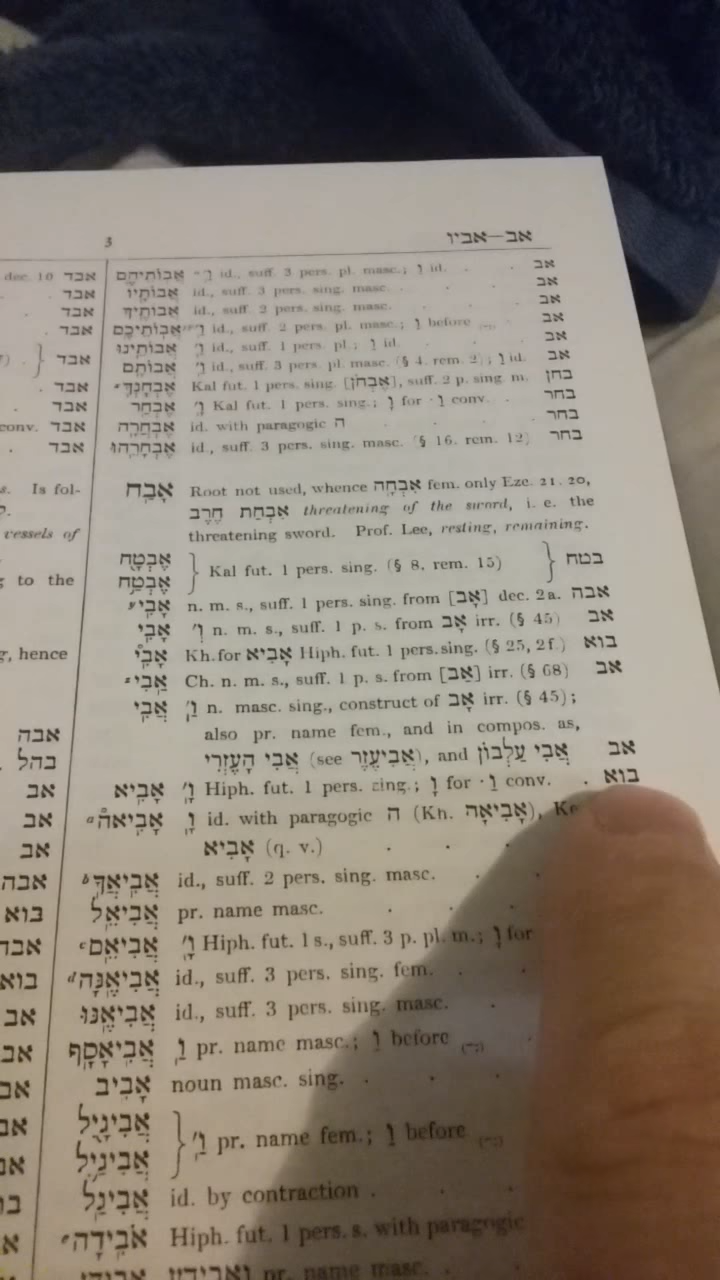 3
אב—אביו
אֲבוֹתֵיהֶם וַ֗ id., suff. 3 pers. pl. masc.; וְ id. . אב
אֲבוֹתָיו id., suff. 3 pers. sing. masc. . . אב
אֲבוֹתֶיךָ id., suff. 2 pers. sing. masc. . . . אב
אֲבוֹתֵיכֶם וַ֗ id., suff. 2 pers. pl. masc.; וְ before אב
אֲבוֹתֵינוּ וַ֗ id., suff. 1 pers. pl.; וְ id. . . אב
אֲבוֹתָם וַ֗ id., suff. 3 pers. pl. masc. (§ 4. rem. 2); וְ id. אב
אֶבְחָנְךָ Kal fut. 1 pers. sing. [אֶבְחֹן], suff. 2 p. sing. m. בחן
אֶבְחַר וְ֗ Kal fut. 1 pers. sing.; וְ for וָ conv. . בחר
אֶבְחֲרָה id. with paragogic ה . . . בחר
אֶבְחָרֵהוּ id., suff. 3 pers. sing. masc. (§ 16. rem. 12) בחר
אָבַח Root not used, whence אִבְחָה fem. only Eze. 21. 20,
אִבְחַת חֶרֶב threatening of the sword, i. e. the
threatening sword. Prof. Lee, resting, remaining.
אֶבְטָח
אֶבְטַח } Kal fut. 1 pers. sing. (§ 8. rem. 15) } בטח
אָבִי n. m. s., suff. 1 pers. sing. from [אָב] dec. 2a. אבה
אָבִי וְ֗ n. m. s., suff. 1 p. s. from אָב irr. (§ 45) אב
אָבִי Kh. for אָבִיא Hiph. fut. 1 pers. sing. (§ 25, 2f.) בוא
אֲבִי Ch. n. m. s., suff. 1 p. s. from [אַב] irr. (§ 68) אב
אֲבִי וַ֗ n. masc. sing., construct of אָב irr. (§ 45);
also pr. name fem., and in compos. as,
אֲבִי הָעֶזְרִי (see אֲבִיעֶזֶר), and אֲבִי עַלְבוֹן אב
אָבִיא וָ֗ Hiph. fut. 1 pers. sing.; וָ for וַ conv. . בוא
אָבִיאָה וָ֗ id. with paragogic ה (Kh. אָבִיאָה),
אָבִיא (q. v.) . . .
אֲבִיאֲךָ id., suff. 2 pers. sing. masc. . .
אֲבִיאֵל pr. name masc. . .
אֲבִיאֵם וָ֗ Hiph. fut. 1 s., suff. 3 p. pl. m.; וְ for
אֲבִיאֶנָּה id., suff. 3 pers. sing. fem. . .
אֲבִיאֶנּוּ id., suff. 3 pers. sing. masc. .
אֲבִיאָסָף וַ֗ pr. name masc.; וְ before
אָבִיב noun masc. sing. . . .
אֲבִיגָיִל
אֲבִיגַיִל } וַ֗ pr. name fem.; וְ before
אֲבִיגַל id. by contraction . . .
אֹבִידָה Hiph. fut. 1 pers. s. with paragogic
pr. name masc. .
dec. 10 אבד
אבד
אבד
אבד
אבד
אבד
אבד
conv. אבד
אבד
s. Is fol-
vessels of
g to the
g, hence
אבה
בהל
אב
אב
אב
אבה
בוא
אבד
בוא
אב
אב